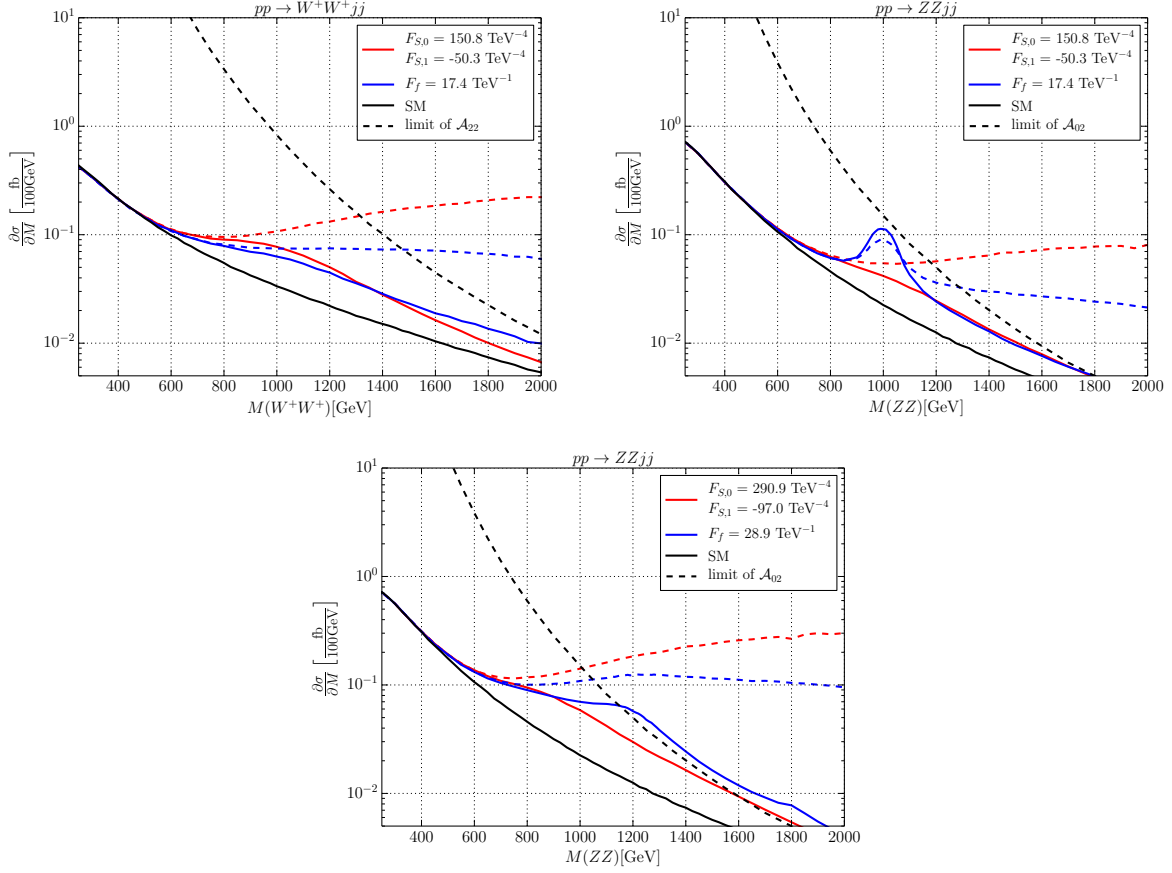 pp → W⁺W⁺jj
F_{S,0} = 150.8 TeV⁻⁴
F_{S,1} = -50.3 TeV⁻⁴
F_f = 17.4 TeV⁻¹
SM
limit of 𝒜₂₂
10¹
10⁰
10⁻¹
10⁻²
∂σ/∂M [fb/100GeV]
400 600 800 1000 1200 1400 1600 1800 2000
M(W⁺W⁺)[GeV]
pp → ZZjj
F_{S,0} = 150.8 TeV⁻⁴
F_{S,1} = -50.3 TeV⁻⁴
F_f = 17.4 TeV⁻¹
SM
limit of 𝒜₀₂
10¹
10⁰
10⁻¹
10⁻²
∂σ/∂M [fb/100GeV]
400 600 800 1000 1200 1400 1600 1800 2000
M(ZZ)[GeV]
pp → ZZjj
F_{S,0} = 290.9 TeV⁻⁴
F_{S,1} = -97.0 TeV⁻⁴
F_f = 28.9 TeV⁻¹
SM
limit of 𝒜₀₂
10¹
10⁰
10⁻¹
10⁻²
∂σ/∂M [fb/100GeV]
400 600 800 1000 1200 1400 1600 1800 2000
M(ZZ)[GeV]